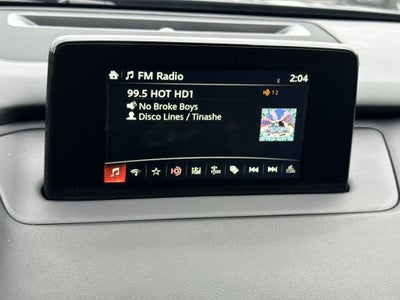 FM Radio 2:04
99.5 HOT HD1 12
No Broke Boys
Disco Lines / Tinashe